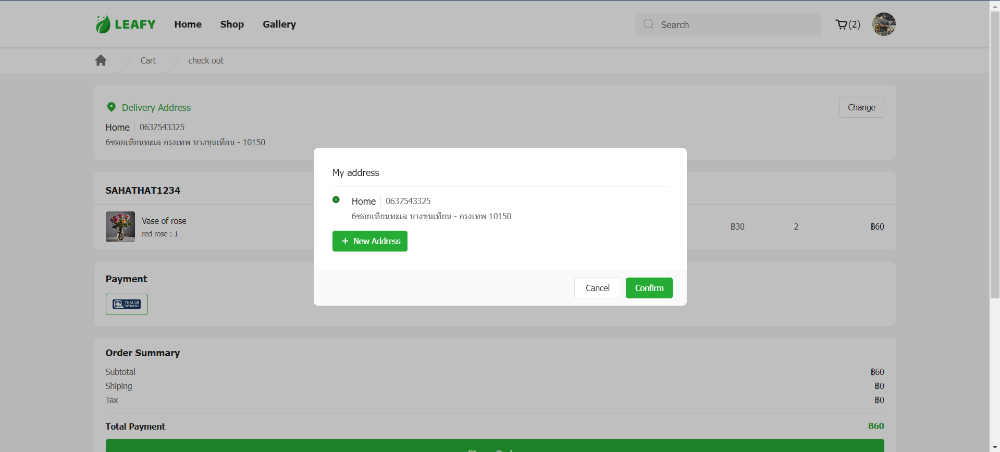 LEAFY Home Shop Gallery Search (2)
Cart check out
Delivery Address Change
Home 0637543325
6ซอยเทียนทะเล กรุงเทพ บางขุนเทียน - 10150
My address
Home 0637543325
6ซอยเทียนทะเล บางขุนเทียน - กรุงเทพ 10150
+ New Address
Cancel Confirm
SAHATHAT1234
Vase of rose
red rose : 1
฿30 2 ฿60
Payment
THAI QR
PAYMENT
Order Summary
Subtotal ฿60
Shiping ฿0
Tax ฿0
Total Payment ฿60